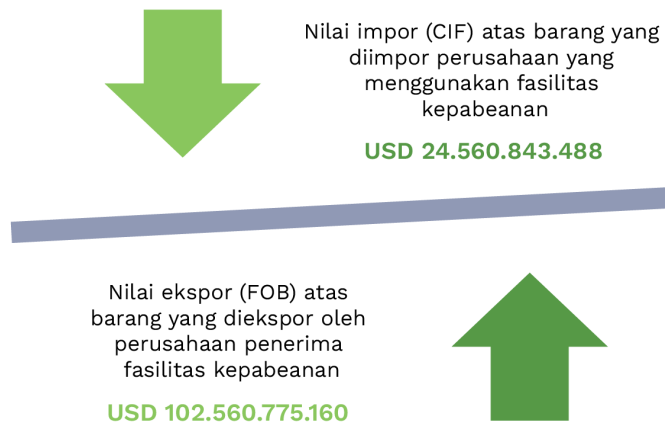 Nilai impor (CIF) atas barang yang
diimpor perusahaan yang
menggunakan fasilitas
kepabeanan
USD 24.560.843.488
Nilai ekspor (FOB) atas
barang yang diekspor oleh
perusahaan penerima
fasilitas kepabeanan
USD 102.560.775.160